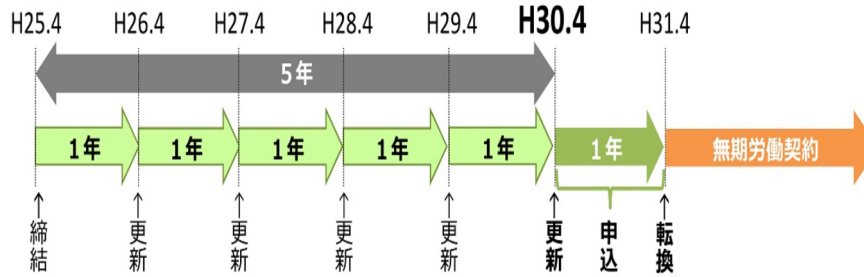 H25.4 H26.4 H27.4 H28.4 H29.4 H30.4 H31.4
5年
1年 1年 1年 1年 1年 1年 無期労働契約
↑締結 ↑更新 ↑更新 ↑更新 ↑更新 ↑更新 申込 ↑転換